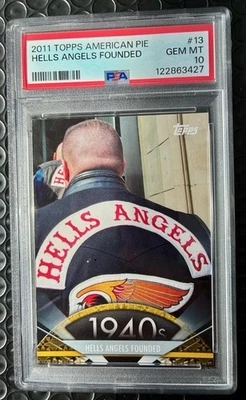 2011 TOPPS AMERICAN PIE #13
HELLS ANGELS FOUNDED GEM MT
10
PSA 122863427
Topps
HELLS ANGELS
1940s
HELLS ANGELS FOUNDED